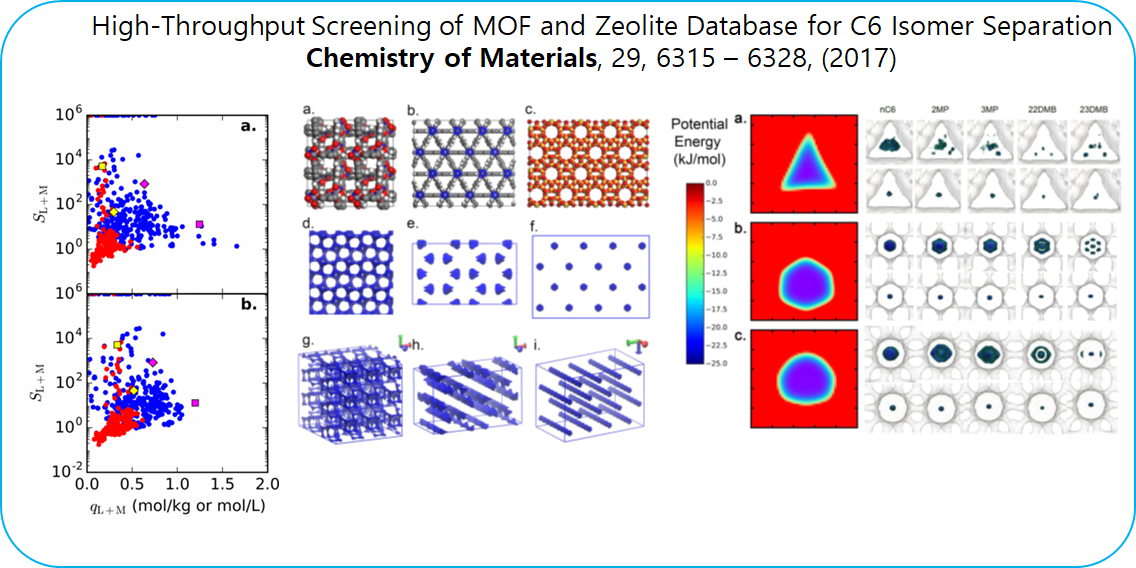 High-Throughput Screening of MOF and Zeolite Database for C6 Isomer Separation
Chemistry of Materials, 29, 6315 – 6328, (2017)
10^6
10^4
10^2
10^0
10^6
10^4
10^2
10^0
10^-2
S_L+M
S_L+M
a.
b.
0.0 0.5 1.0 1.5 2.0
q_L+M (mol/kg or mol/L)
a. b. c.
d. e. f.
g. h. i.
Potential
Energy
(kJ/mol)
0.0
−2.5
−5.0
−7.5
−10.0
−12.5
−15.0
−17.5
−20.0
−22.5
−25.0
a.
b.
c.
nC6 2MP 3MP 22DMB 23DMB